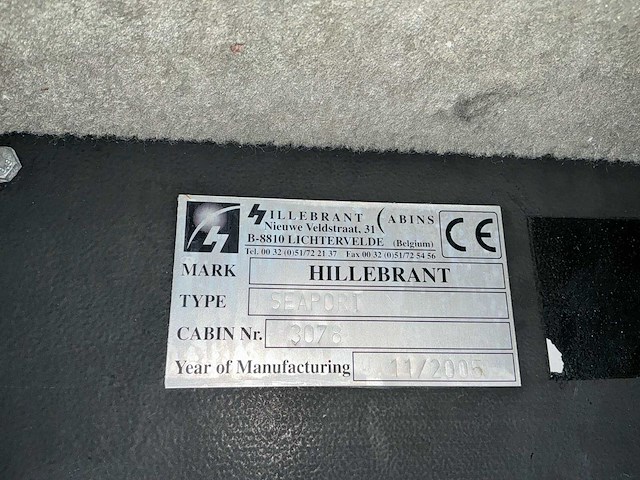 HILLEBRANT CABINS
Nieuwe Veldstraat, 31
B-8810 LICHTERVELDE (Belgium)
Tel. 00 32 (0)51/72 21 37 Fax 00 32 (0)51/72 54 56
CE
MARK HILLEBRANT
TYPE SEAPORT
CABIN Nr.
Year of Manufacturing 11/2005